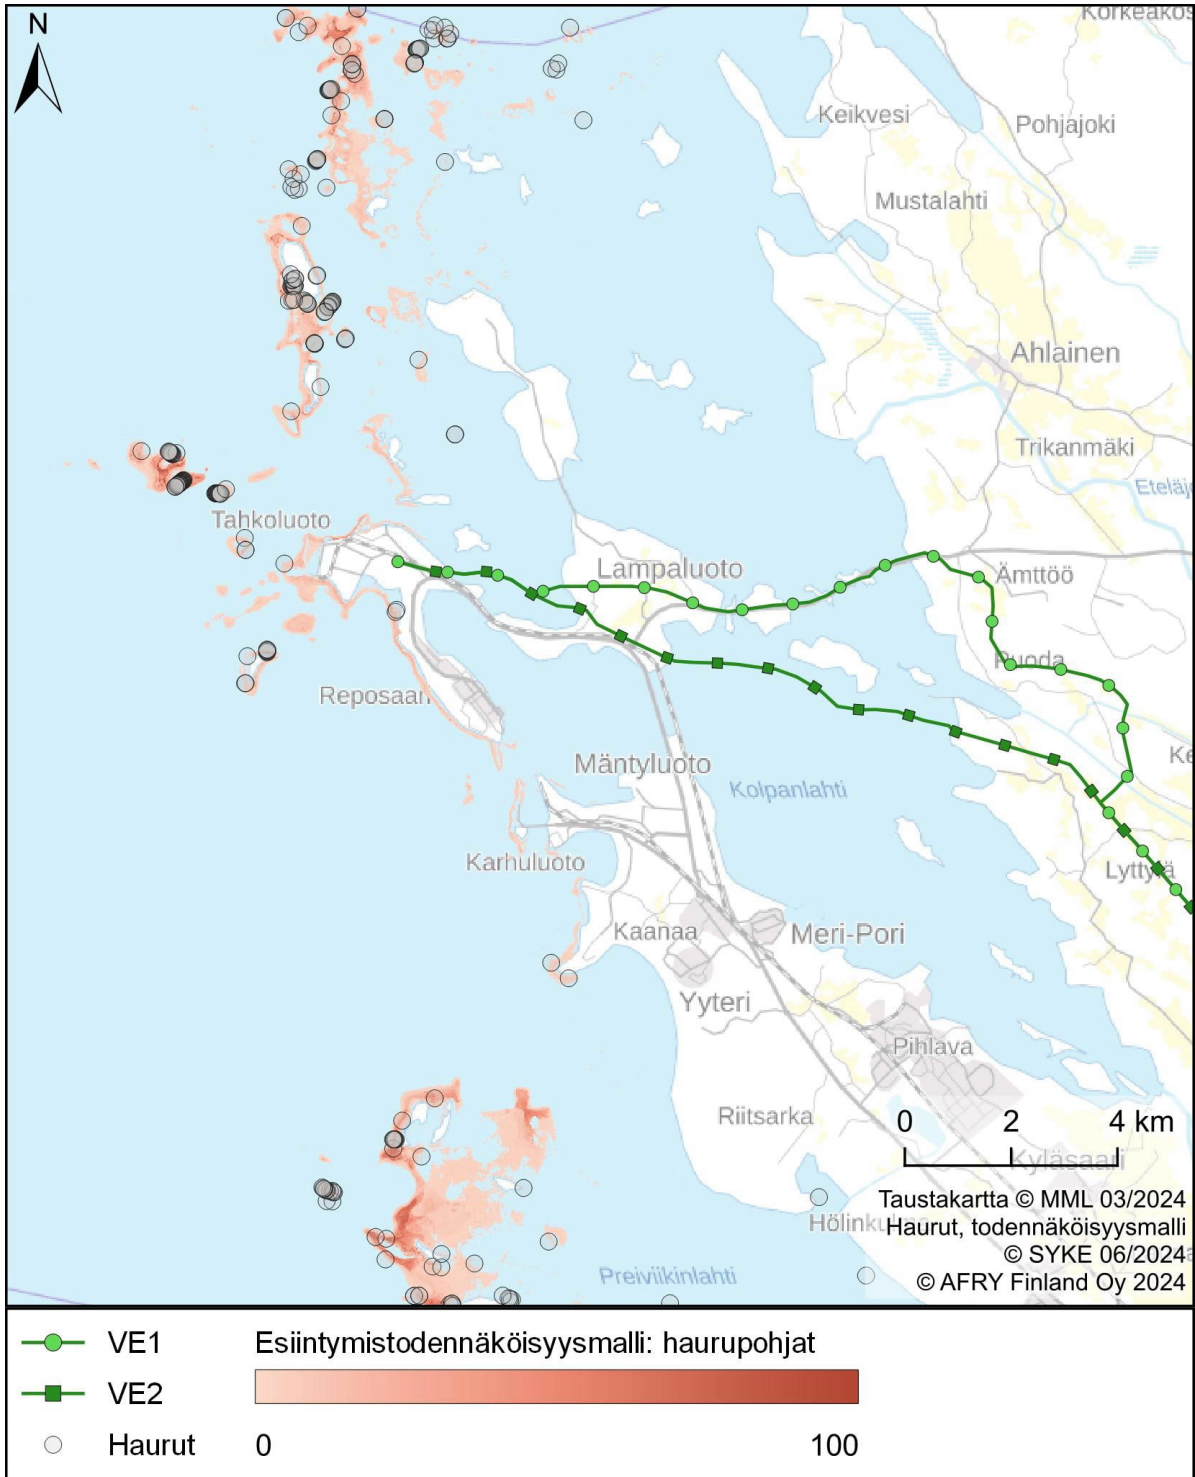 N
Korkeakos
Keikvesi
Pohjajoki
Mustalahti
Ahlainen
Trikanmäki
Eteläj
Tahkoluoto
Lampaluoto
Ämttöö
Puoda
Reposaari
Mäntyluoto
Ke
Kolpanlahti
Karhuluoto
Lyttylä
Kaanaa
Meri-Pori
Yyteri
Pihlava
Riitsarka
0 2 4 km
Kyläsaari
Taustakartta © MML 03/2024
Haurut, todennäköisyysmalli
© SYKE 06/2024
© AFRY Finland Oy 2024
Preiviikinlahti
VE1
Esiintymistodennäköisyysmalli: haurupohjat
VE2
Haurut
0 100